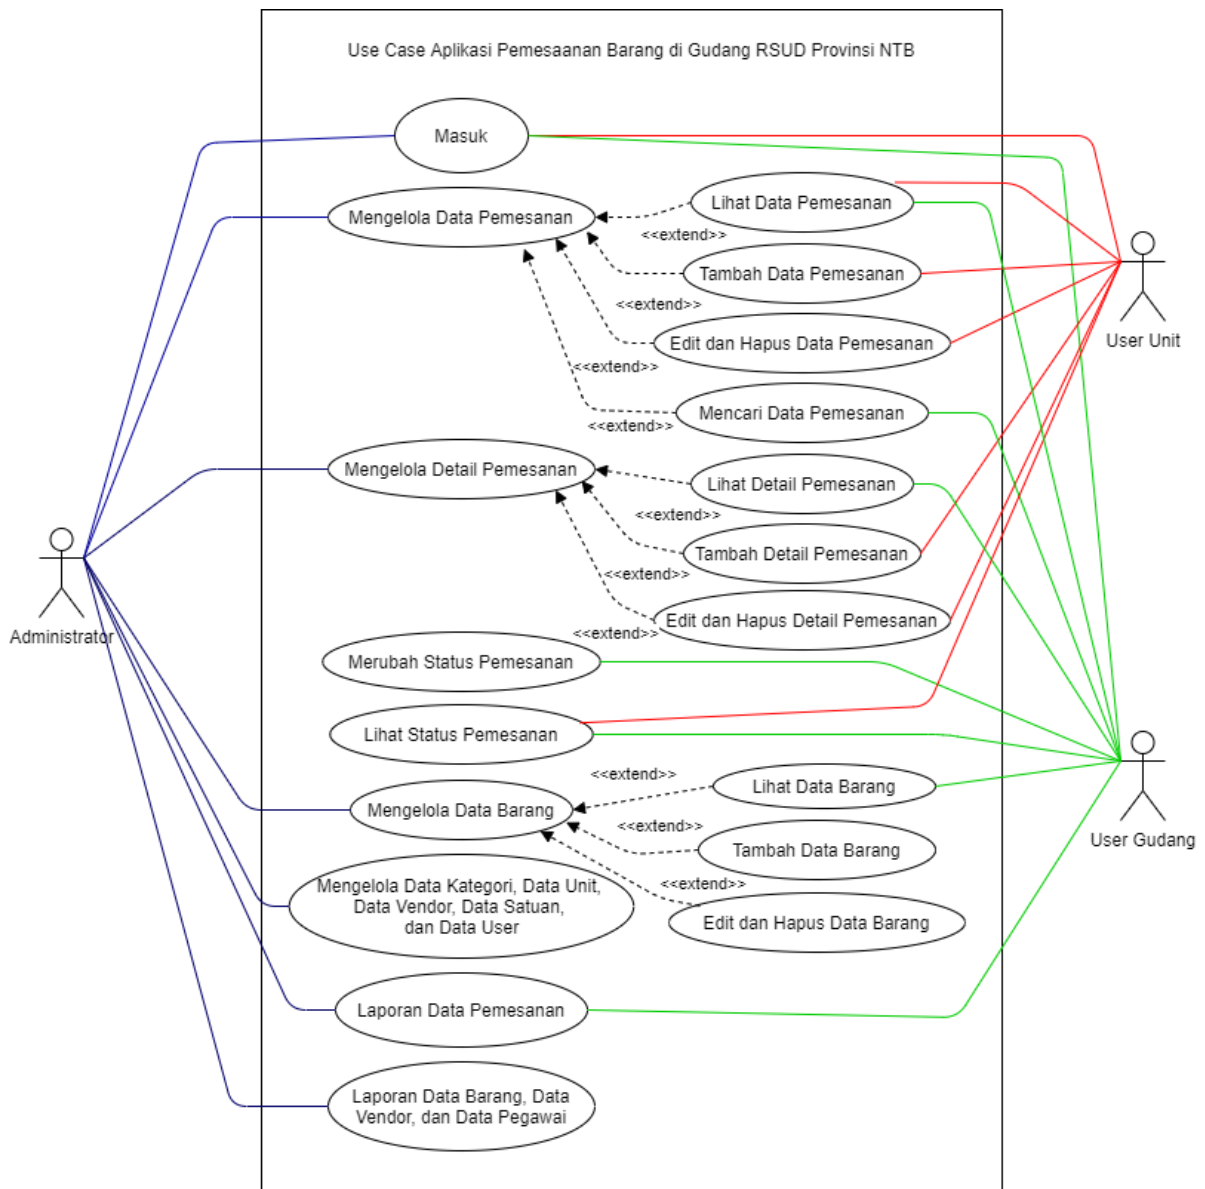 Use Case Aplikasi Pemesaanan Barang di Gudang RSUD Provinsi NTB
Masuk
Mengelola Data Pemesanan
Lihat Data Pemesanan
<<extend>>
Tambah Data Pemesanan
<<extend>>
Edit dan Hapus Data Pemesanan
<<extend>>
Mencari Data Pemesanan
<<extend>>
User Unit
Mengelola Detail Pemesanan
Lihat Detail Pemesanan
<<extend>>
Tambah Detail Pemesanan
<<extend>>
Edit dan Hapus Detail Pemesanan
<<extend>>
Administrator
Merubah Status Pemesanan
Lihat Status Pemesanan
<<extend>>
Lihat Data Barang
Mengelola Data Barang
<<extend>>
Tambah Data Barang
<<extend>>
Edit dan Hapus Data Barang
User Gudang
Mengelola Data Kategori, Data Unit,
Data Vendor, Data Satuan,
dan Data User
Laporan Data Pemesanan
Laporan Data Barang, Data
Vendor, dan Data Pegawai